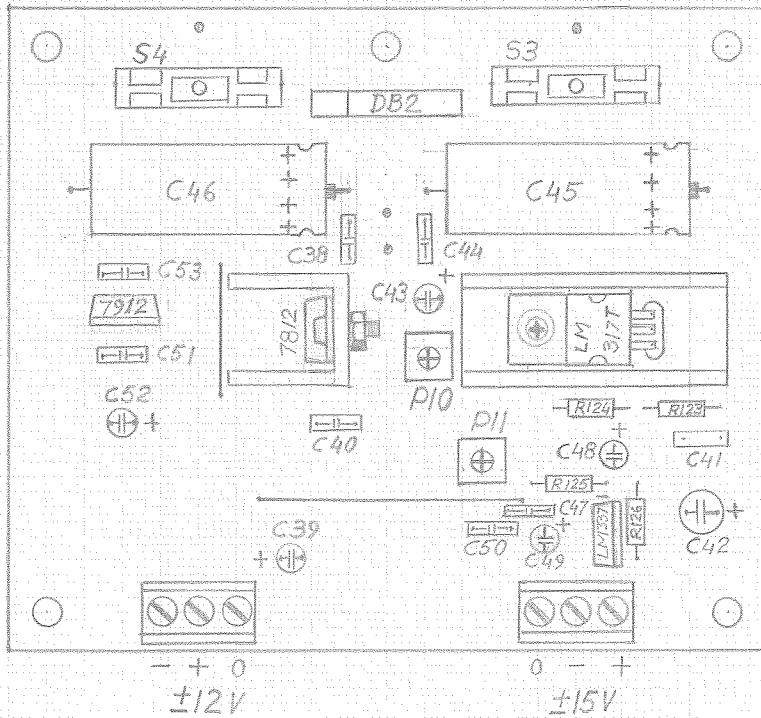 S4
S3
DB2
C46
C45
C38
C44
C53
7912
C51
C52
7812
C43
LM
317T
P10
P11
C40
R124
R123
C48
C41
R125
C47
C50
C49
LM337
R126
C42
C39
+ + + +
+ + + +
+
+
+
+
+
+
− + 0
0 − +
±12V
±15V